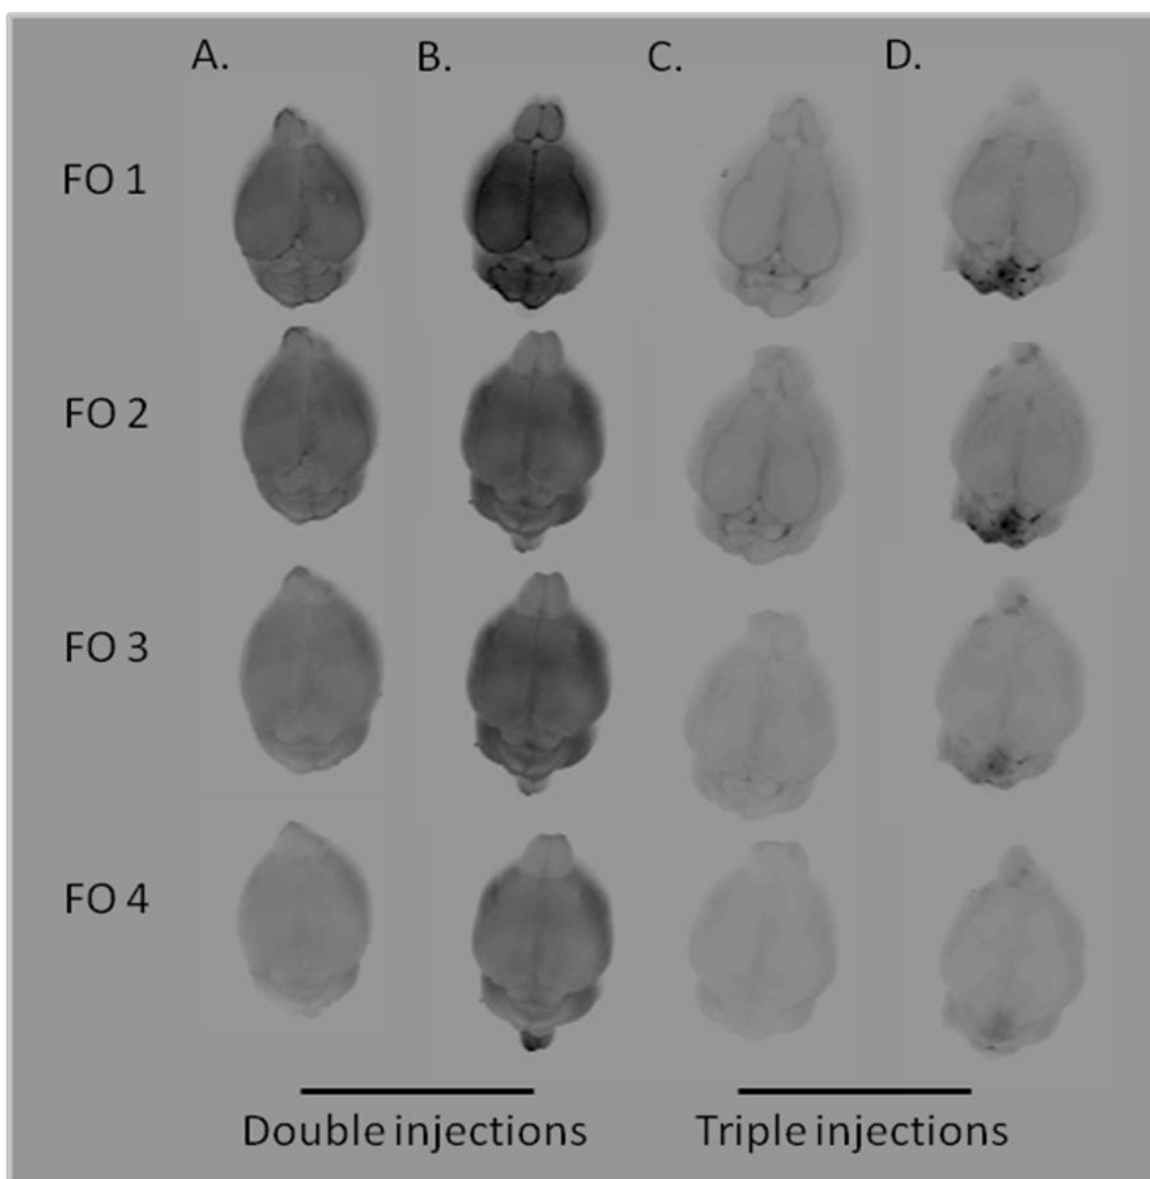 A. B. C. D.
FO 1
FO 2
FO 3
FO 4
Double injections Triple injections